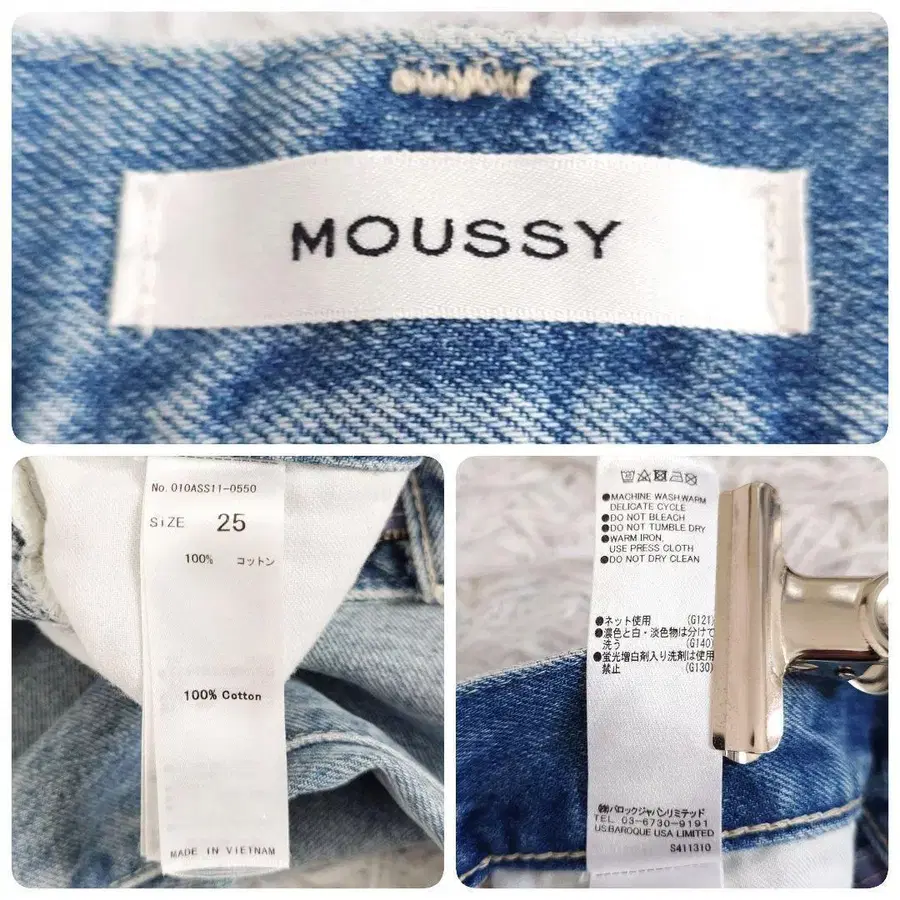 MOUSSY
No. 010ASS11-0550
SiZE 25
100% コットン
100% Cotton
MADE IN VIETNAM
●MACHINE WASH,WARM
DELICATE CYCLE
●DO NOT BLEACH
●DO NOT TUMBLE DRY
●WARM IRON,
USE PRESS CLOTH
●DO NOT DRY CLEAN
●ネット使用 (G121)
●濃色と白・淡色物は分けて
洗う (G140)
●蛍光増白剤入り洗剤は使用
禁止 (G130)
㈱バロックジャパンリミテッド
TEL 03-6730-9191
US.BAROQUE USA LIMITED
S411310